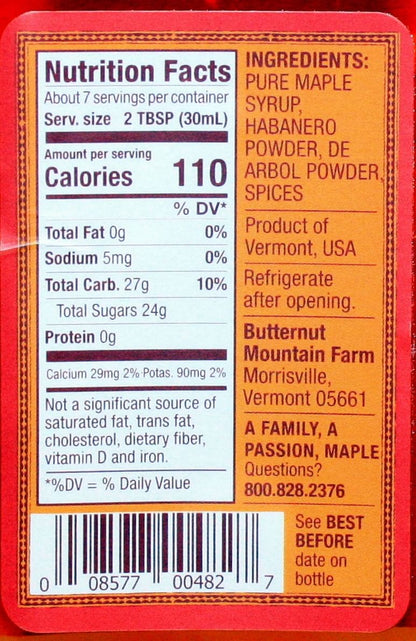 Nutrition Facts
About 7 servings per container
Serv. size 2 TBSP (30mL)
Amount per serving
Calories 110
% DV*
Total Fat 0g 0%
Sodium 5mg 0%
Total Carb. 27g 10%
Total Sugars 24g
Protein 0g
Calcium 29mg 2% · Potas. 90mg 2%
Not a significant source of
saturated fat, trans fat,
cholesterol, dietary fiber,
vitamin D and iron.
*%DV = % Daily Value
INGREDIENTS:
PURE MAPLE
SYRUP,
HABANERO
POWDER, DE
ARBOL POWDER,
SPICES
Product of
Vermont, USA
Refrigerate
after opening.
Butternut
Mountain Farm
Morrisville,
Vermont 05661
A FAMILY, A
PASSION, MAPLE
Questions?
800.828.2376
0 08577 00482 7
See BEST
BEFORE
date on
bottle